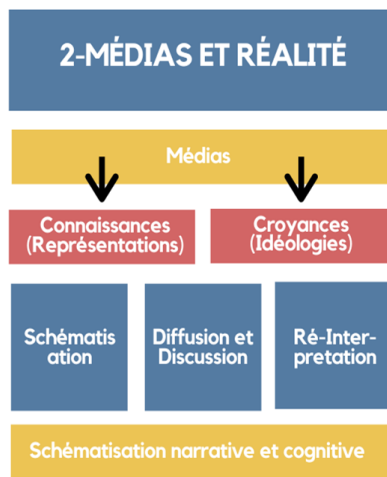 2-MÉDIAS ET RÉALITÉ
Médias
Connaissances
(Représentations)
Croyances
(Idéologies)
Schématis
ation
Diffusion et
Discussion
Ré-Inter-
pretation
Schématisation narrative et cognitive